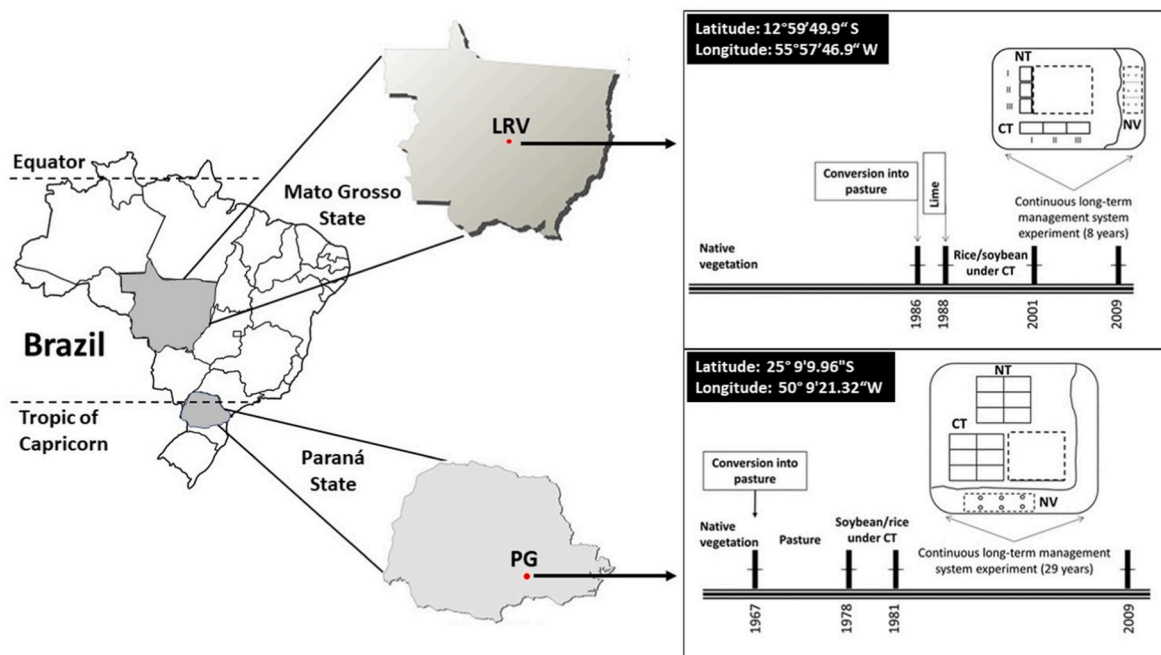 Equator
Mato Grosso
State
Brazil
Tropic of
Capricorn
Paraná
State
LRV
PG
Latitude: 12°59’49.9“ S
Longitude: 55°57’46.9“ W
NT
I
II
III
CT
I II III
NV
Conversion into
pasture
Lime
Continuous long-term
management system
experiment (8 years)
Native
vegetation
Rice/soybean
under CT
1986
1988
2001
2009
Latitude: 25° 9'9.96"S
Longitude: 50° 9'21.32“W
NT
CT
NV
Conversion into
pasture
Native
vegetation
Pasture
Soybean/rice
under CT
Continuous long-term management
system experiment (29 years)
1967
1978
1981
2009